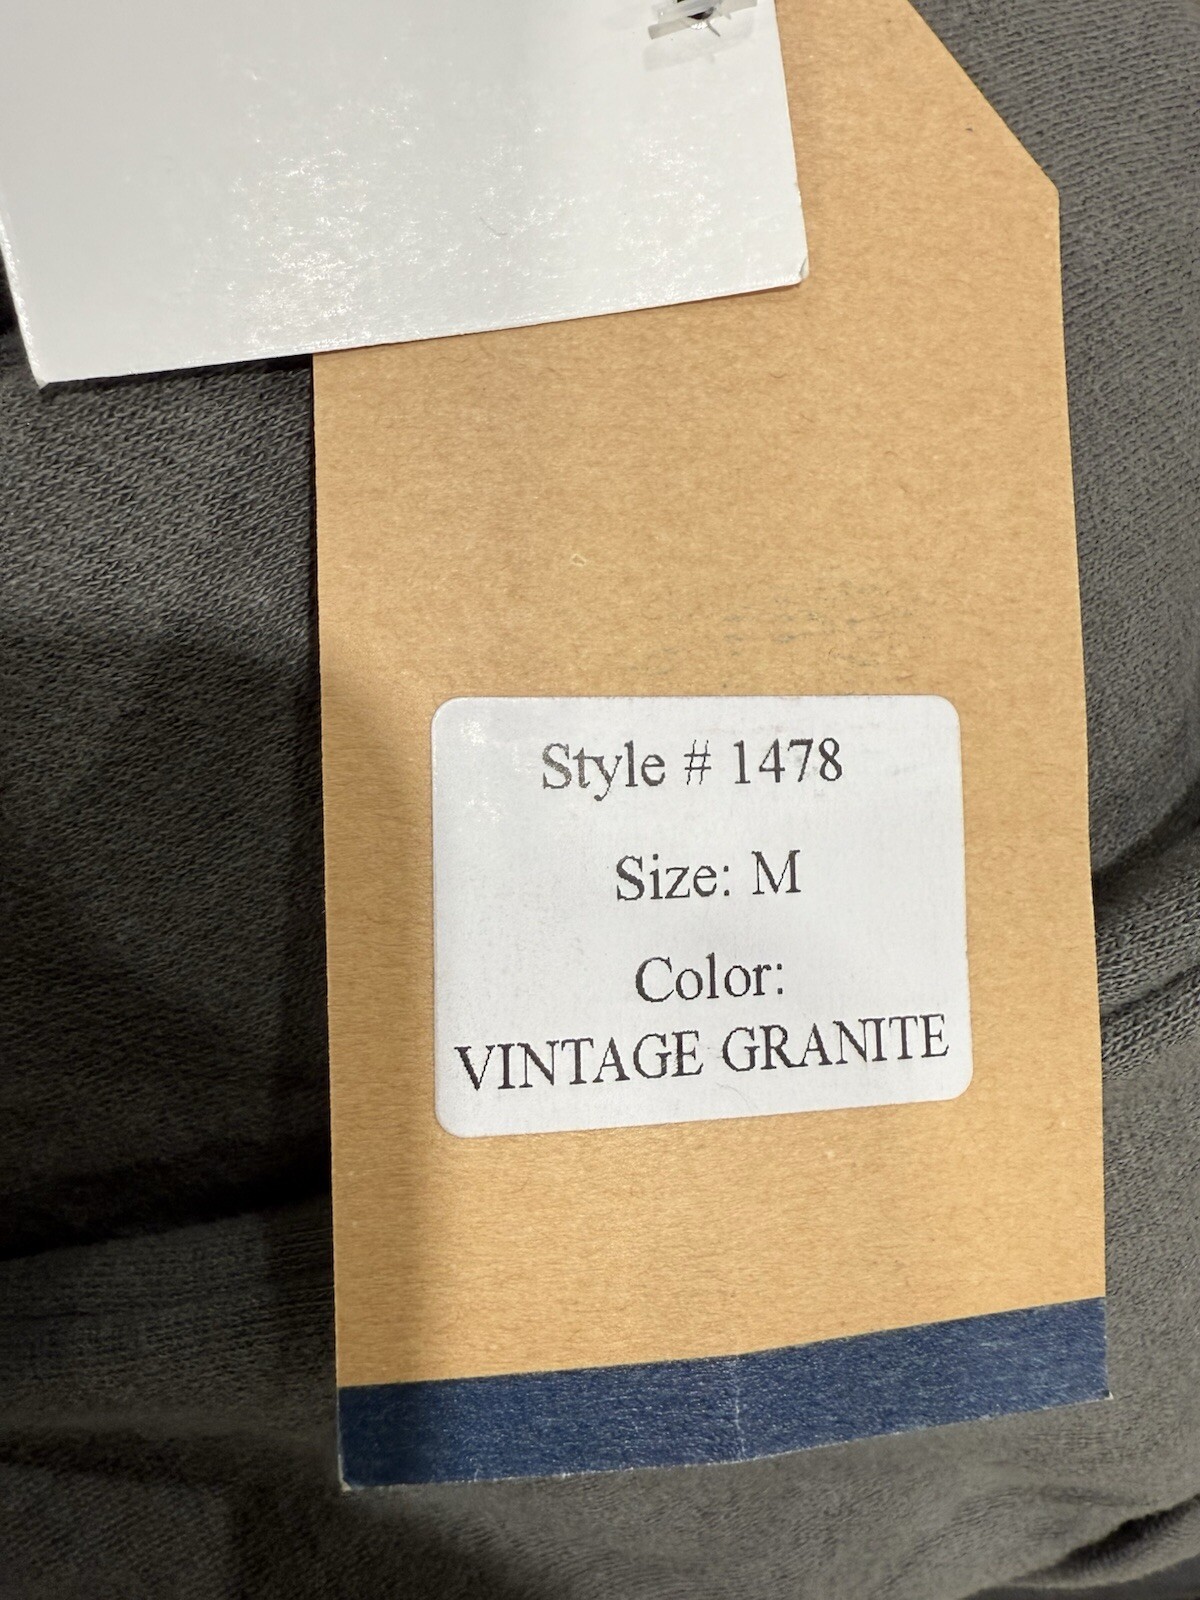 Style # 1478
Size: M
Color:
VINTAGE GRANITE